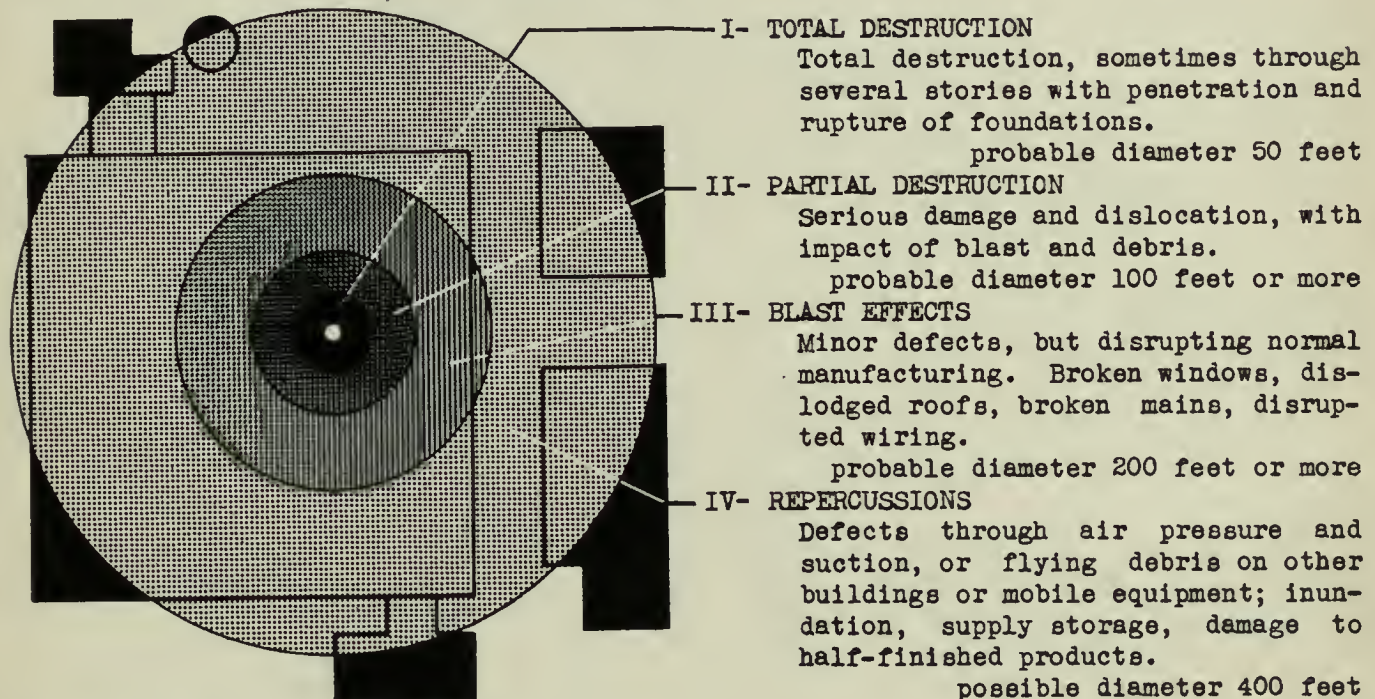 I- TOTAL DESTRUCTION
Total destruction, sometimes through
several stories with penetration and
rupture of foundations.
probable diameter 50 feet
II- PARTIAL DESTRUCTION
Serious damage and dislocation, with
impact of blast and debris.
probable diameter 100 feet or more
III- BLAST EFFECTS
Minor defects, but disrupting normal
manufacturing. Broken windows, dis-
lodged roofs, broken mains, disrup-
ted wiring.
probable diameter 200 feet or more
IV- REPERCUSSIONS
Defects through air pressure and
suction, or flying debris on other
buildings or mobile equipment; inun-
dation, supply storage, damage to
half-finished products.
possible diameter 400 feet